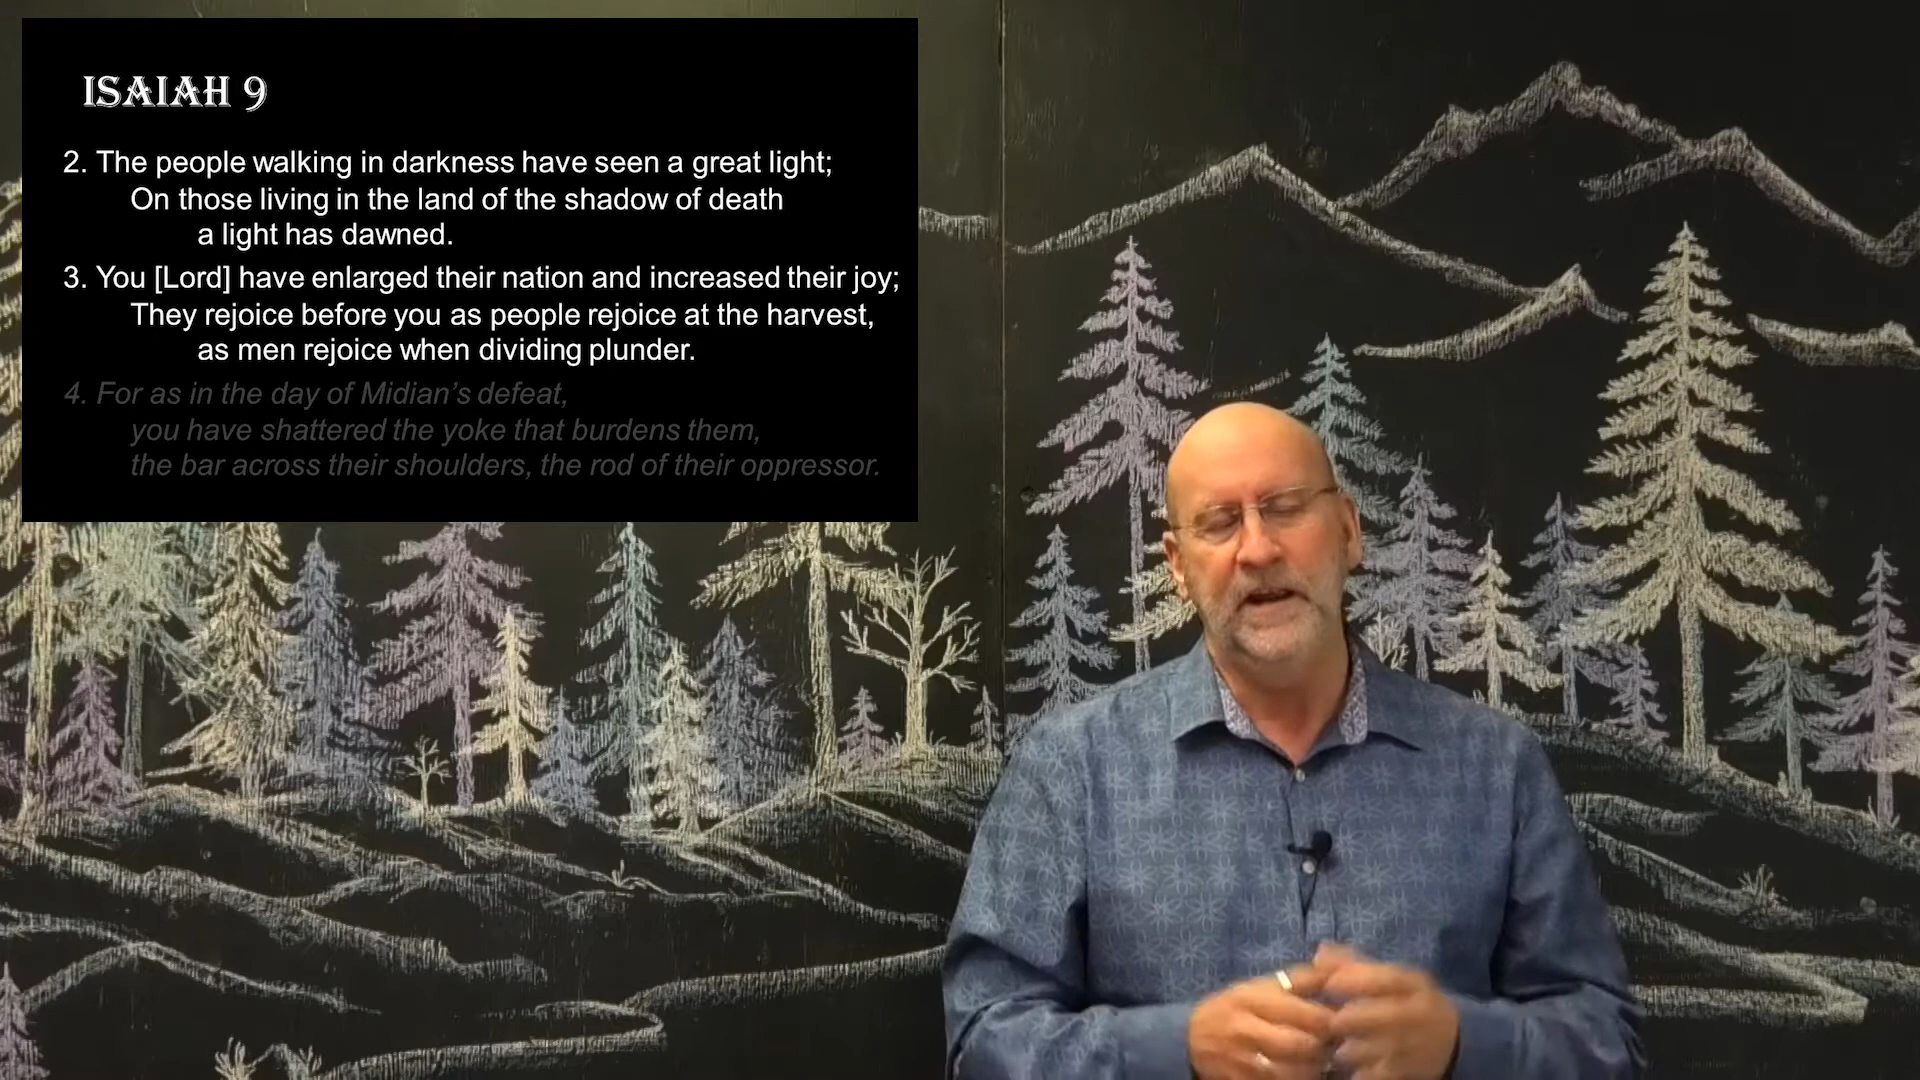 ISAIAH 9
2. The people walking in darkness have seen a great light;
On those living in the land of the shadow of death
a light has dawned.
3. You [Lord] have enlarged their nation and increased their joy;
They rejoice before you as people rejoice at the harvest,
as men rejoice when dividing plunder.
4. For as in the day of Midian’s defeat,
you have shattered the yoke that burdens them,
the bar across their shoulders, the rod of their oppressor.